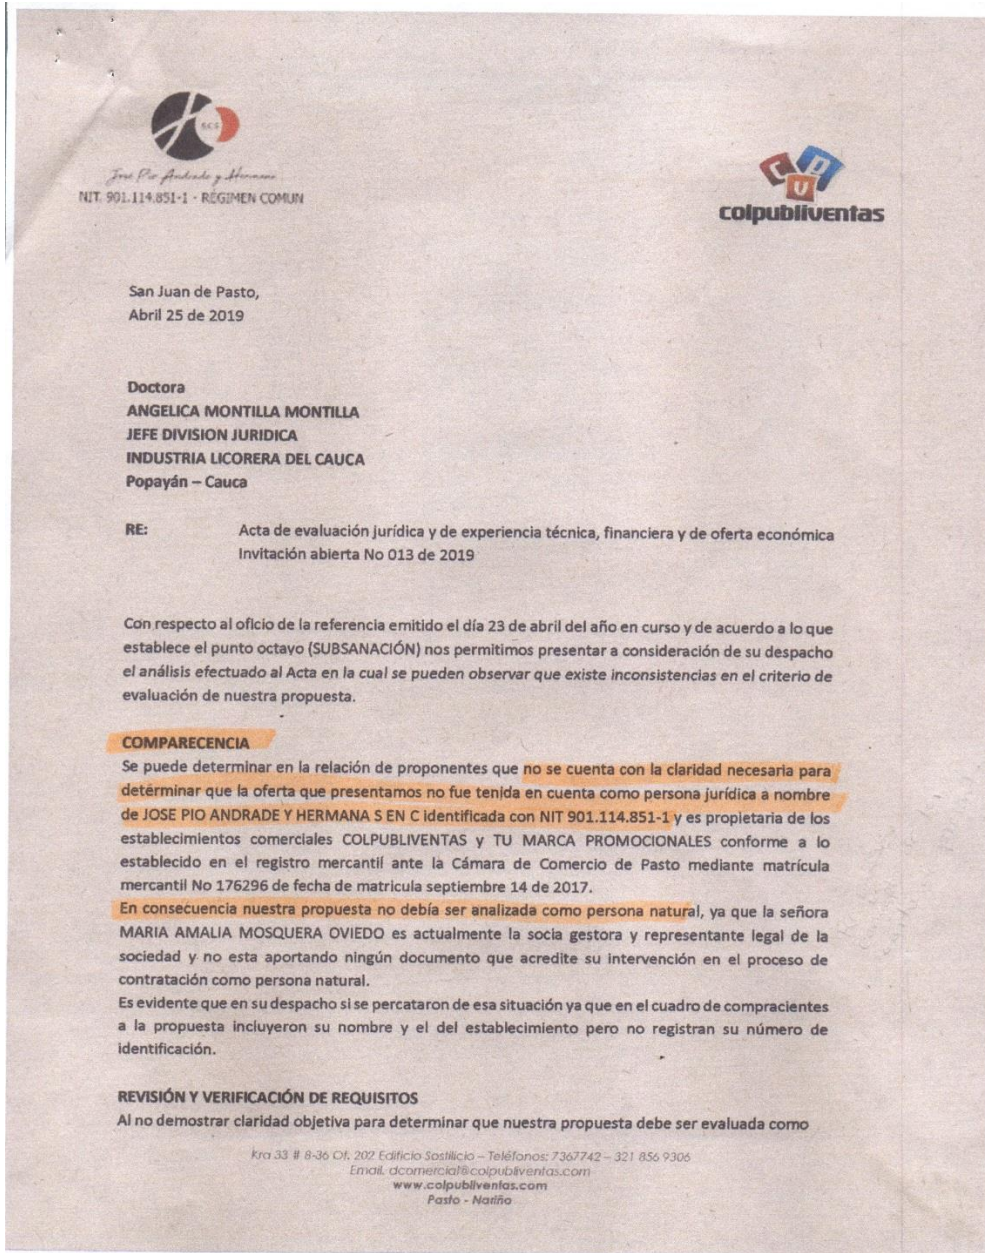 SCS
José Pio Andrade y Hermana
NIT. 901.114.851-1 - RÉGIMEN COMUN
C P U
colpubliventas
San Juan de Pasto,
Abril 25 de 2019
Doctora
ANGELICA MONTILLA MONTILLA
JEFE DIVISION JURIDICA
INDUSTRIA LICORERA DEL CAUCA
Popayán – Cauca
RE: Acta de evaluación jurídica y de experiencia técnica, financiera y de oferta económica
Invitación abierta No 013 de 2019
Con respecto al oficio de la referencia emitido el día 23 de abril del año en curso y de acuerdo a lo que
establece el punto octavo (SUBSANACIÓN) nos permitimos presentar a consideración de su despacho
el análisis efectuado al Acta en la cual se pueden observar que existe inconsistencias en el criterio de
evaluación de nuestra propuesta.
COMPARECENCIA
Se puede determinar en la relación de proponentes que no se cuenta con la claridad necesaria para
determinar que la oferta que presentamos no fue tenida en cuenta como persona jurídica a nombre
de JOSE PIO ANDRADE Y HERMANA S EN C identificada con NIT 901.114.851-1 y es propietaria de los
establecimientos comerciales COLPUBLIVENTAS y TU MARCA PROMOCIONALES conforme a lo
establecido en el registro mercantil ante la Cámara de Comercio de Pasto mediante matrícula
mercantil No 176296 de fecha de matricula septiembre 14 de 2017.
En consecuencia nuestra propuesta no debía ser analizada como persona natural, ya que la señora
MARIA AMALIA MOSQUERA OVIEDO es actualmente la socia gestora y representante legal de la
sociedad y no esta aportando ningún documento que acredite su intervención en el proceso de
contratación como persona natural.
Es evidente que en su despacho si se percataron de esa situación ya que en el cuadro de compracientes
a la propuesta incluyeron su nombre y el del establecimiento pero no registran su número de
identificación.
REVISIÓN Y VERIFICACIÓN DE REQUISITOS
Al no demostrar claridad objetiva para determinar que nuestra propuesta debe ser evaluada como
Kra 33 # 8-36 Of. 202 Edificio Sostilicio – Teléfonos: 7367742 – 321 856 9306
Email. dcomercial@colpubliventas.com
www.colpubliventas.com
Pasto - Nariño